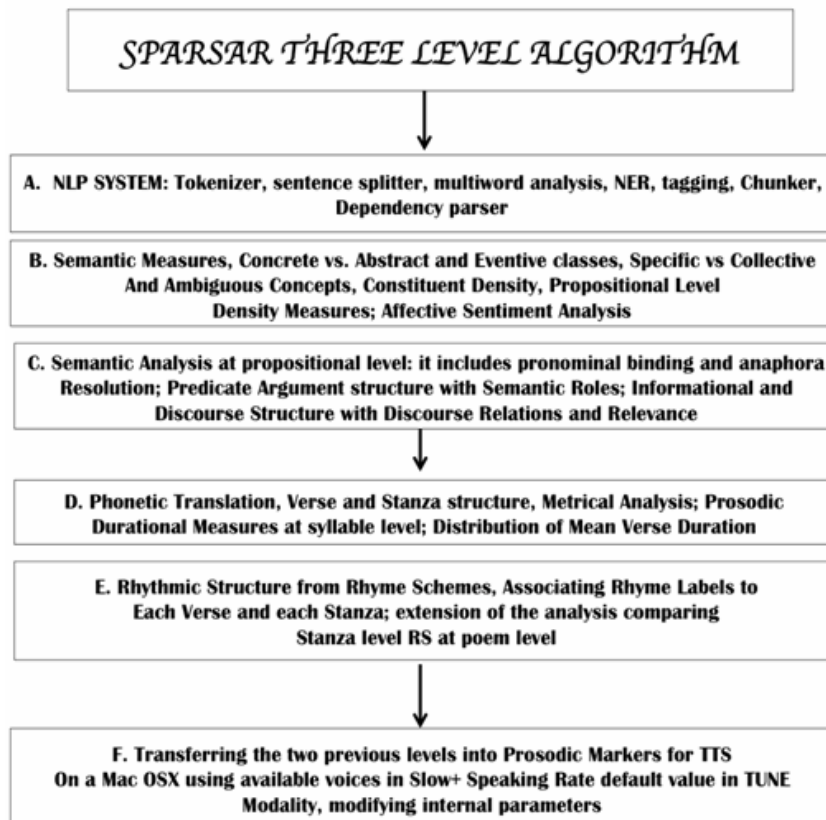 SPARSAR THREE LEVEL ALGORITHM
A. NLP SYSTEM: Tokenizer, sentence splitter, multiword analysis, NER, tagging, Chunker,
Dependency parser
B. Semantic Measures, Concrete vs. Abstract and Eventive classes, Specific vs Collective
And Ambiguous Concepts, Constituent Density, Propositional Level
Density Measures; Affective Sentiment Analysis
C. Semantic Analysis at propositional level: it includes pronominal binding and anaphora
Resolution; Predicate Argument structure with Semantic Roles; Informational and
Discourse Structure with Discourse Relations and Relevance
D. Phonetic Translation, Verse and Stanza structure, Metrical Analysis; Prosodic
Durational Measures at syllable level; Distribution of Mean Verse Duration
E. Rhythmic Structure from Rhyme Schemes, Associating Rhyme Labels to
Each Verse and each Stanza; extension of the analysis comparing
Stanza level RS at poem level
F. Transferring the two previous levels into Prosodic Markers for TTS
On a Mac OSX using available voices in Slow+ Speaking Rate default value in TUNE
Modality, modifying internal parameters